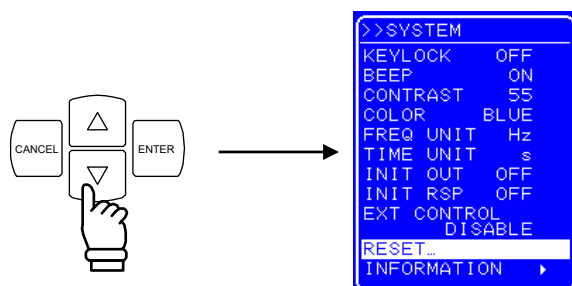 CANCEL
ENTER
>>SYSTEM
KEYLOCK OFF
BEEP ON
CONTRAST 55
COLOR BLUE
FREQ UNIT Hz
TIME UNIT s
INIT OUT OFF
INIT RSP OFF
EXT CONTROL
DISABLE
RESET…
INFORMATION